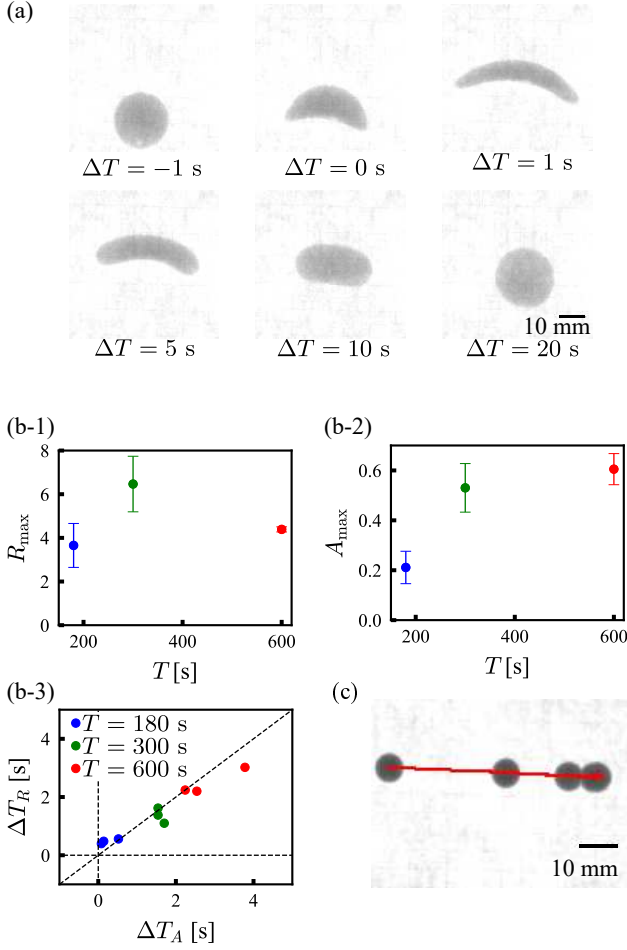 (a)
ΔT = −1 s
ΔT = 0 s
ΔT = 1 s
10 mm
ΔT = 5 s
ΔT = 10 s
ΔT = 20 s
(b-1)
8
6
4
2
0
R_max
200
400
600
T [s]
(b-2)
0.6
0.4
0.2
0.0
A_max
200
400
600
T [s]
(b-3)
T = 180 s
T = 300 s
T = 600 s
4
2
0
ΔT_R [s]
0
2
4
ΔT_A [s]
(c)
10 mm